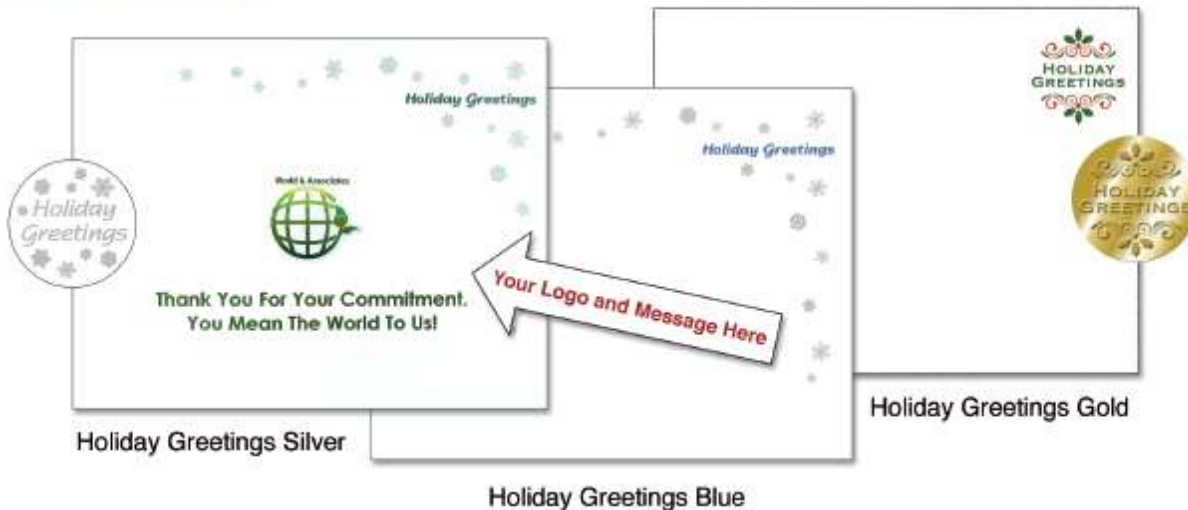 HOLIDAY
GREETINGS
Holiday Greetings
Holiday Greetings
World & Associates
Holiday
Greetings
HOLIDAY
GREETINGS
Your Logo and Message Here
Thank You For Your Commitment.
You Mean The World To Us!
Holiday Greetings Gold
Holiday Greetings Silver
Holiday Greetings Blue